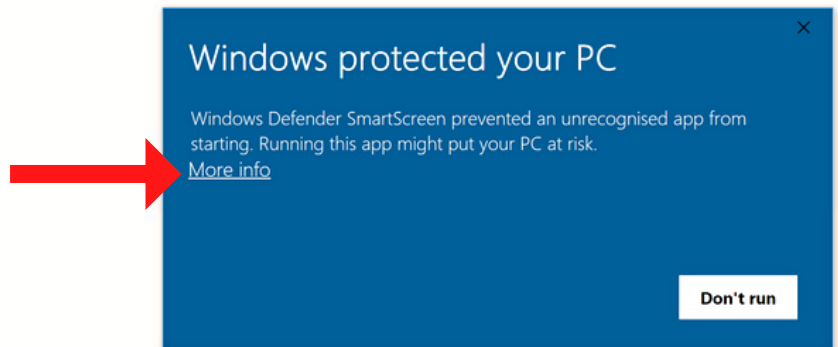 Windows protected your PC
Windows Defender SmartScreen prevented an unrecognised app from
starting. Running this app might put your PC at risk.
More info
Don't run